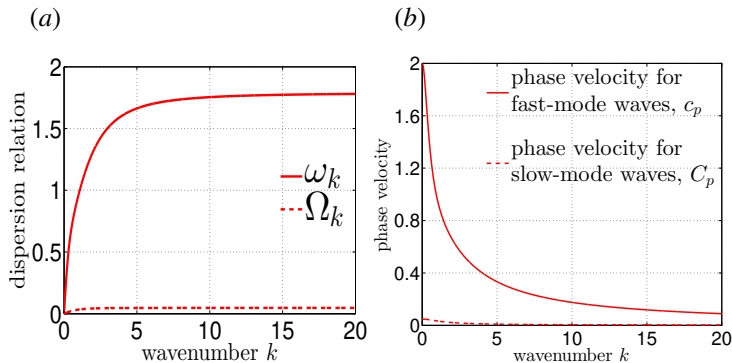 (a)
dispersion relation
2
1.5
1
0.5
0
0 5 10 15 20
wavenumber k
ω_k
Ω_k
(b)
phase velocity
2
1.6
1.2
0.8
0.4
0
0 5 10 15 20
wavenumber k
phase velocity for
fast-mode waves, c_p
phase velocity for
slow-mode waves, C_p